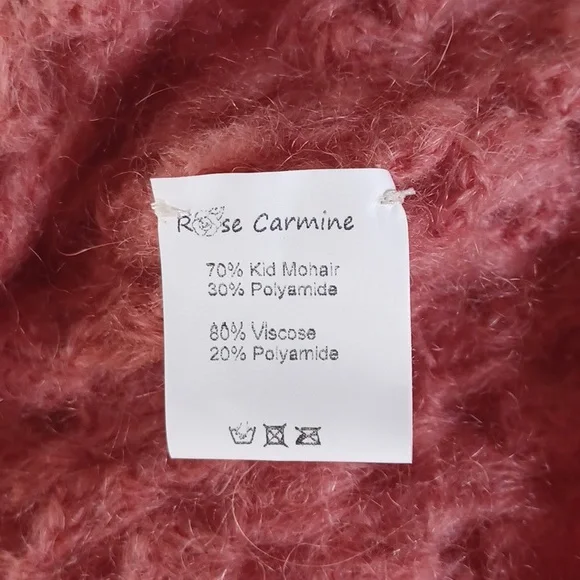 Rose Carmine
70% Kid Mohair
30% Polyamide
80% Viscose
20% Polyamide